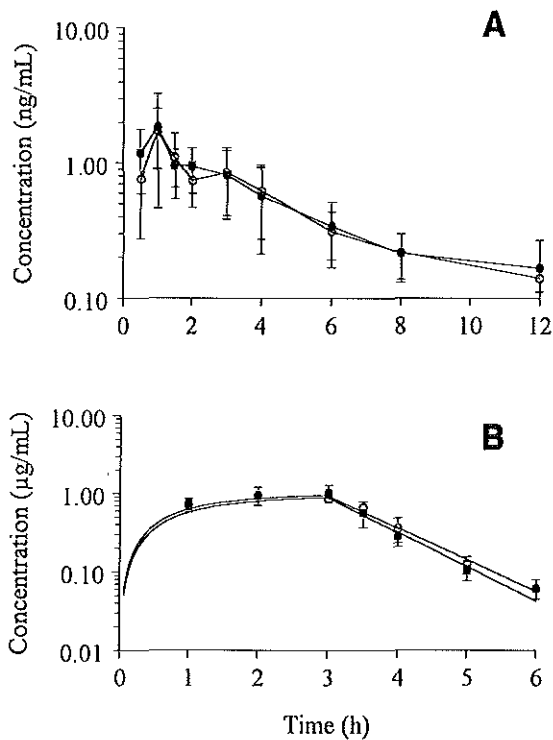 A
Concentration (ng/mL)
10.00
1.00
0.10
0 2 4 6 8 10 12
B
Concentration (µg/mL)
10.00
1.00
0.10
0.01
0 1 2 3 4 5 6
Time (h)